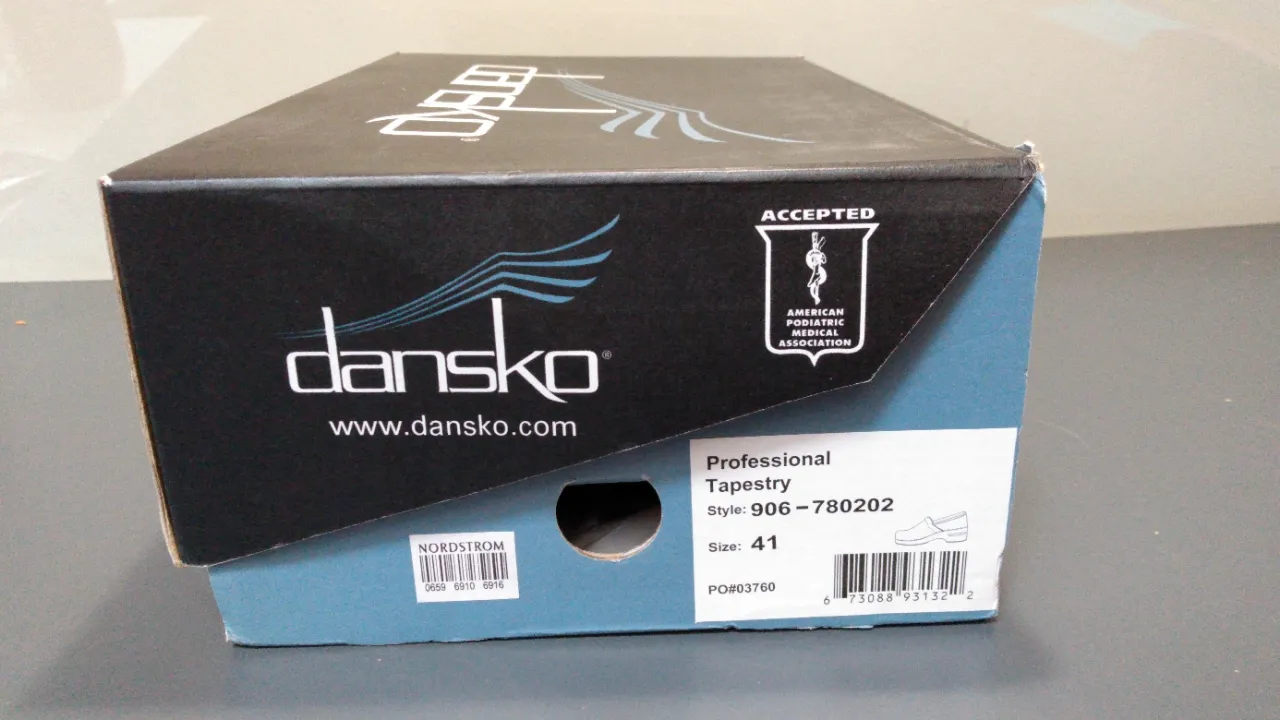 dansko
dansko®
www.dansko.com
ACCEPTED
AMERICAN
PODIATRIC
MEDICAL
ASSOCIATION
Professional
Tapestry
Style: 906-780202
Size: 41
PO#03760
6 73088 93132 2
NORDSTROM
0659 6910 6916